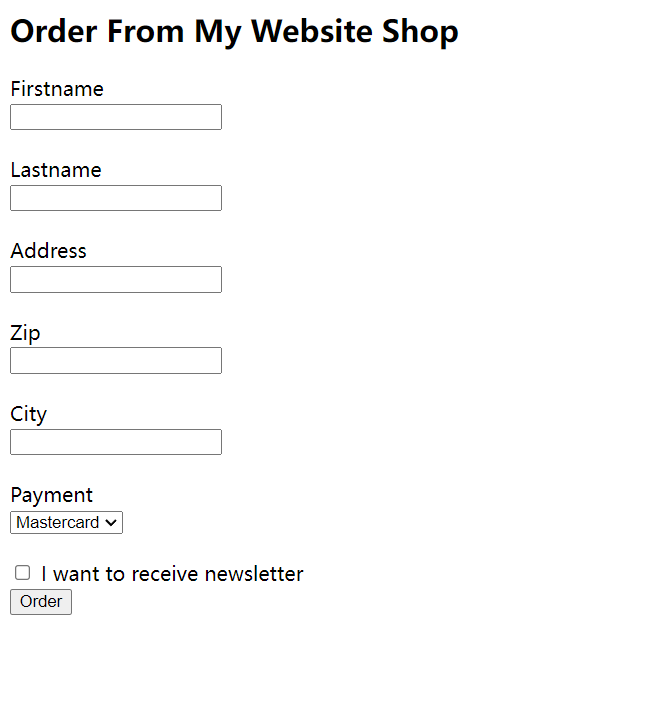 Order From My Website Shop
Firstname
Lastname
Address
Zip
City
Payment
Mastercard
I want to receive newsletter
Order